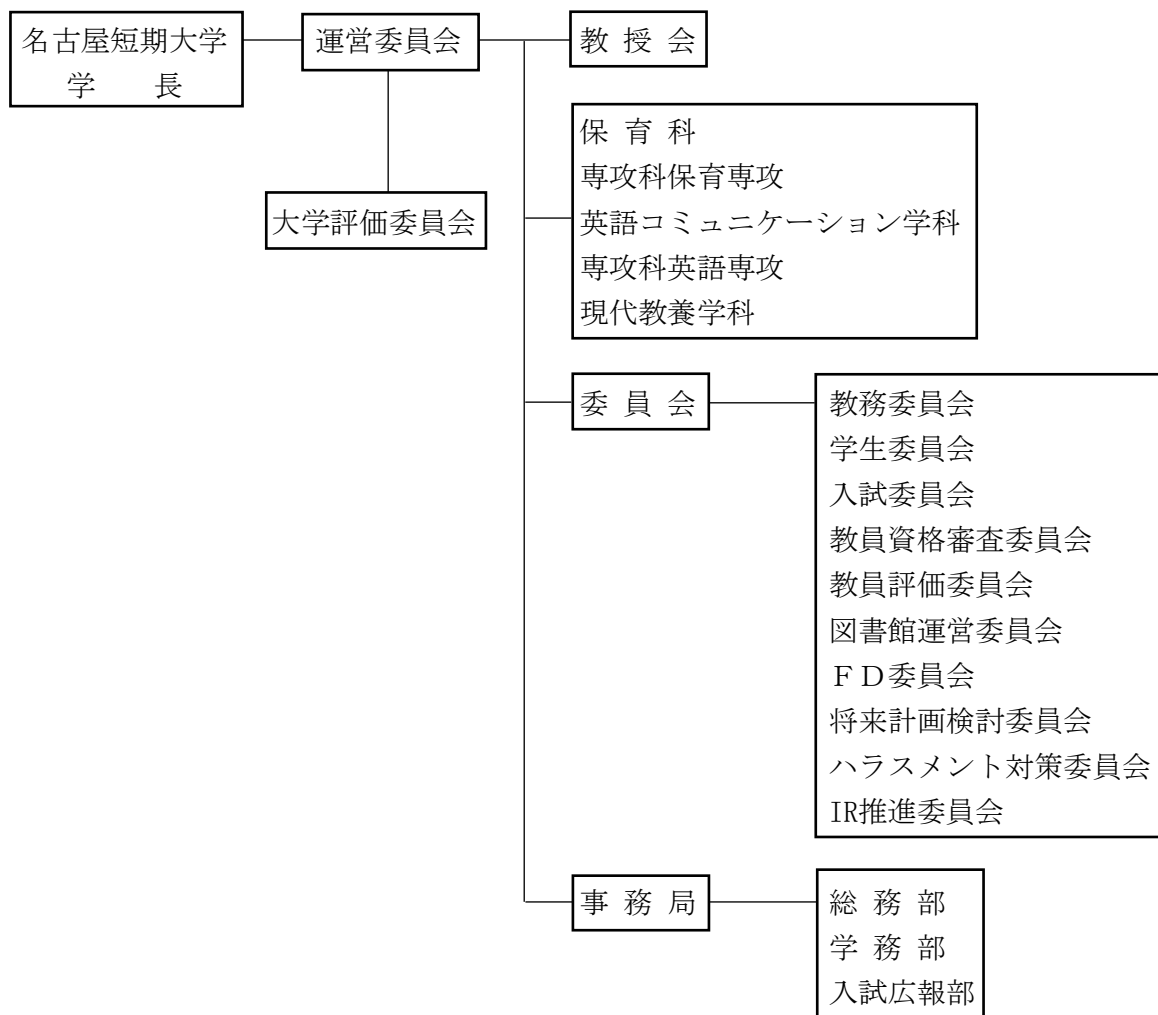 名古屋短期大学
学　　長
運営委員会
教 授 会
保 育 科
専攻科保育専攻
大学評価委員会
英語コミュニケーション学科
専攻科英語専攻
現代教養学科
委 員 会
教務委員会
学生委員会
入試委員会
教員資格審査委員会
教員評価委員会
図書館運営委員会
ＦＤ委員会
将来計画検討委員会
ハラスメント対策委員会
IR推進委員会
事 務 局
総 務 部
学 務 部
入試広報部